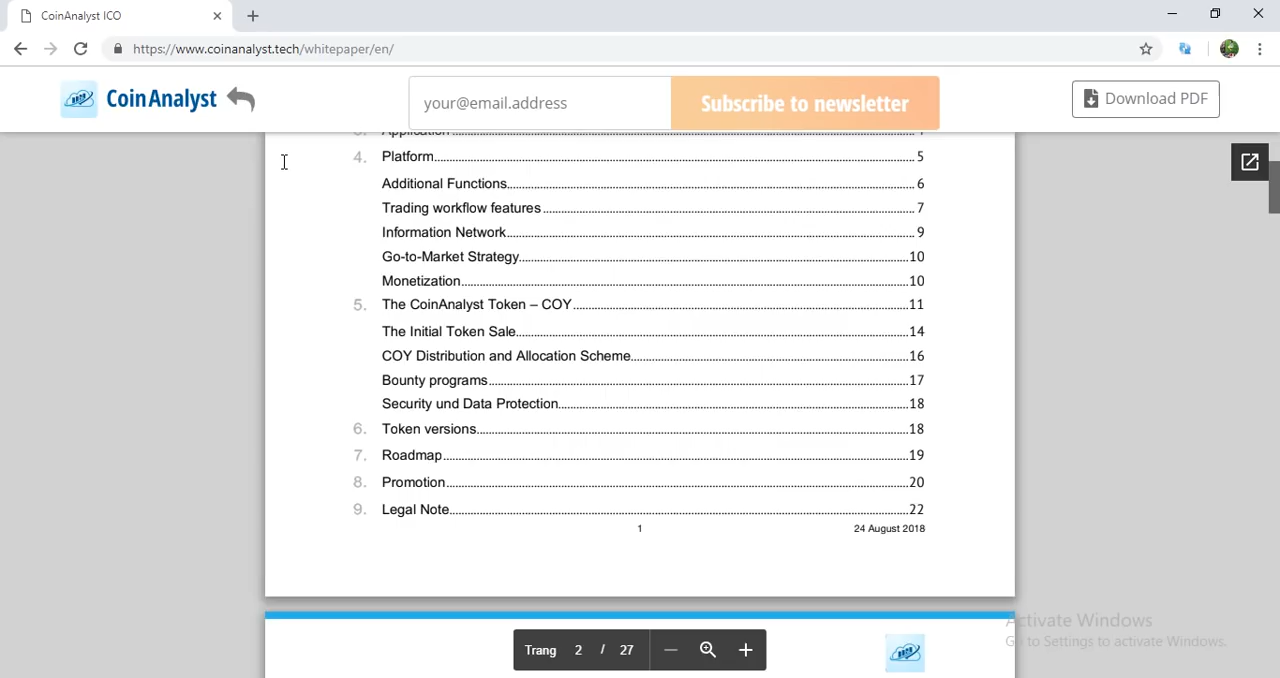 CoinAnalyst ICO
https://www.coinanalyst.tech/whitepaper/en/
CoinAnalyst
your@email.address
Subscribe to newsletter
Download PDF
3. Application
4. Platform 5
Additional Functions 6
Trading workflow features 7
Information Network 9
Go-to-Market Strategy 10
Monetization 10
5. The CoinAnalyst Token – COY 11
The Initial Token Sale 14
COY Distribution and Allocation Scheme 16
Bounty programs 17
Security und Data Protection 18
6. Token versions 18
7. Roadmap 19
8. Promotion 20
9. Legal Note 22
1
24 August 2018
Trang 2 / 27
Activate Windows
Go to Settings to activate Windows.